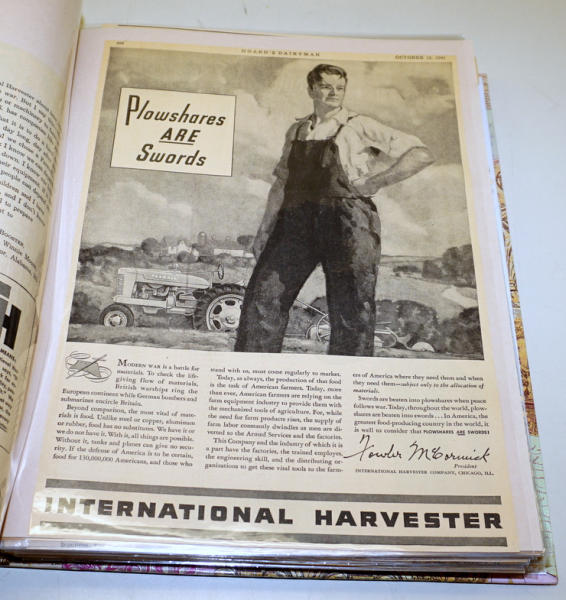 HOARD'S DAIRYMAN
OCTOBER
Plowshares
ARE
Swords
MODERN WAR is a battle for
materials. To check the life-
giving flow of materials,
British warships ring the
European continent while German bombers and
submarines encircle Britain.
Beyond comparison, the most vital of mate-
rials is food. Unlike steel or copper, aluminum
or rubber, food has no substitutes. We have it or
we do not have it. With it, all things are possible.
Without it, tanks and planes can give no secu-
rity. If the defense of America is to be certain,
food for 130,000,000 Americans, and those who
stand with us, must come regularly to market.
Today, as always, the production of that food
is the task of American farmers. Today, more
than ever, American farmers are relying on the
farm equipment industry to provide them with
the mechanized tools of agriculture. For, while
the need for farm products rises, the supply of
farm labor constantly dwindles as men are di-
verted to the Armed Services and the factories.
This Company and the industry of which it is
a part have the factories, the trained employes,
the engineering skill, and the distributing or-
ganizations to get these vital tools to the farm-
ers of America where they need them and when
they need them—subject only to the allocation of
materials.
Swords are beaten into plowshares when peace
follows war. Today, throughout the world, plow-
shares are beaten into swords . . . In America, the
greatest food-producing country in the world, it
is well to consider that PLOWSHARES ARE SWORDS
Fowler McCormick
President
INTERNATIONAL HARVESTER COMPANY, CHICAGO, ILL.
INTERNATIONAL HARVESTER